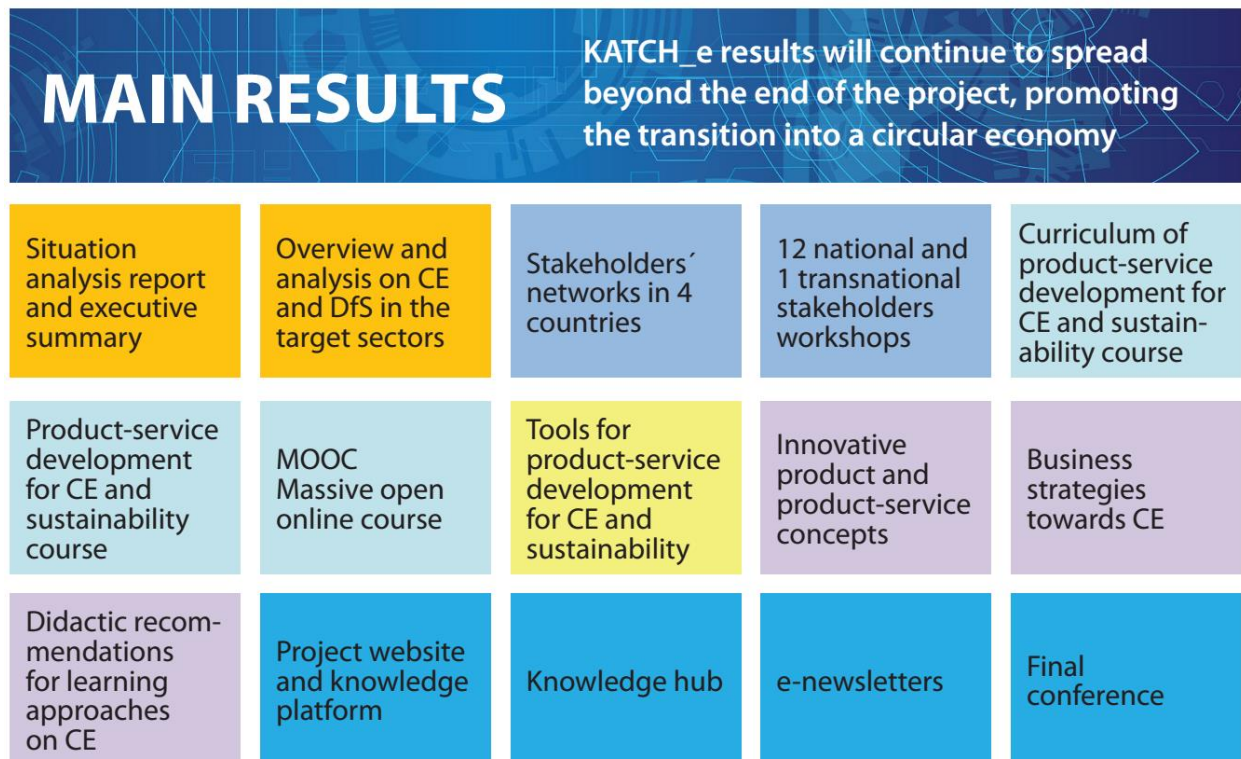 MAIN RESULTS
KATCH_e results will continue to spread
beyond the end of the project, promoting
the transition into a circular economy
Situation
analysis report
and executive
summary
Overview and
analysis on CE
and DfS in the
target sectors
Stakeholders´
networks in 4
countries
12 national and
1 transnational
stakeholders
workshops
Curriculum of
product-service
development for
CE and sustain-
ability course
Product-service
development
for CE and
sustainability
course
MOOC
Massive open
online course
Tools for
product-service
development
for CE and
sustainability
Innovative
product and
product-service
concepts
Business
strategies
towards CE
Didactic recom-
mendations
for learning
approaches
on CE
Project website
and knowledge
platform
Knowledge hub
e-newsletters
Final
conference